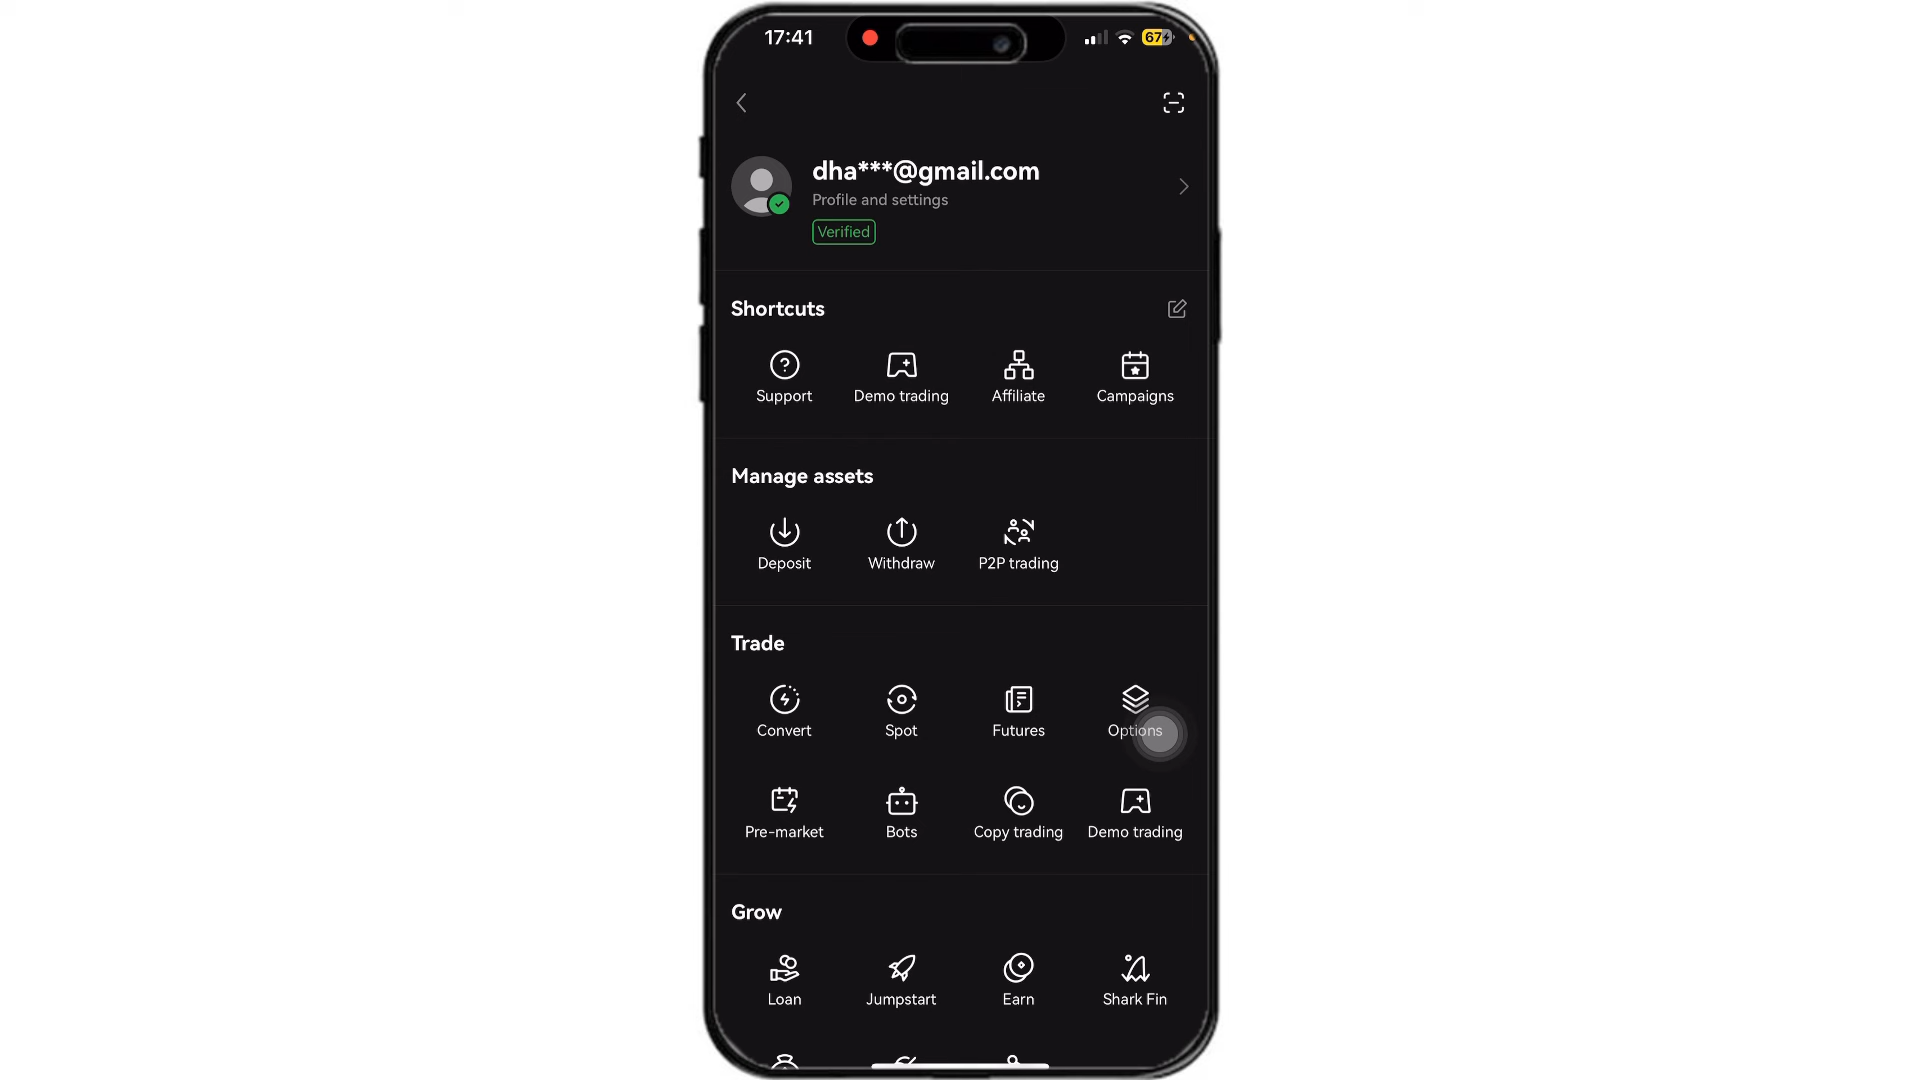 17:41
67
dha***@gmail.com
Profile and settings
Verified
Shortcuts
Support Demo trading Affiliate Campaigns
Manage assets
Deposit Withdraw P2P trading
Trade
Convert Spot Futures Options
Pre-market Bots Copy trading Demo trading
Grow
Loan Jumpstart Earn Shark Fin